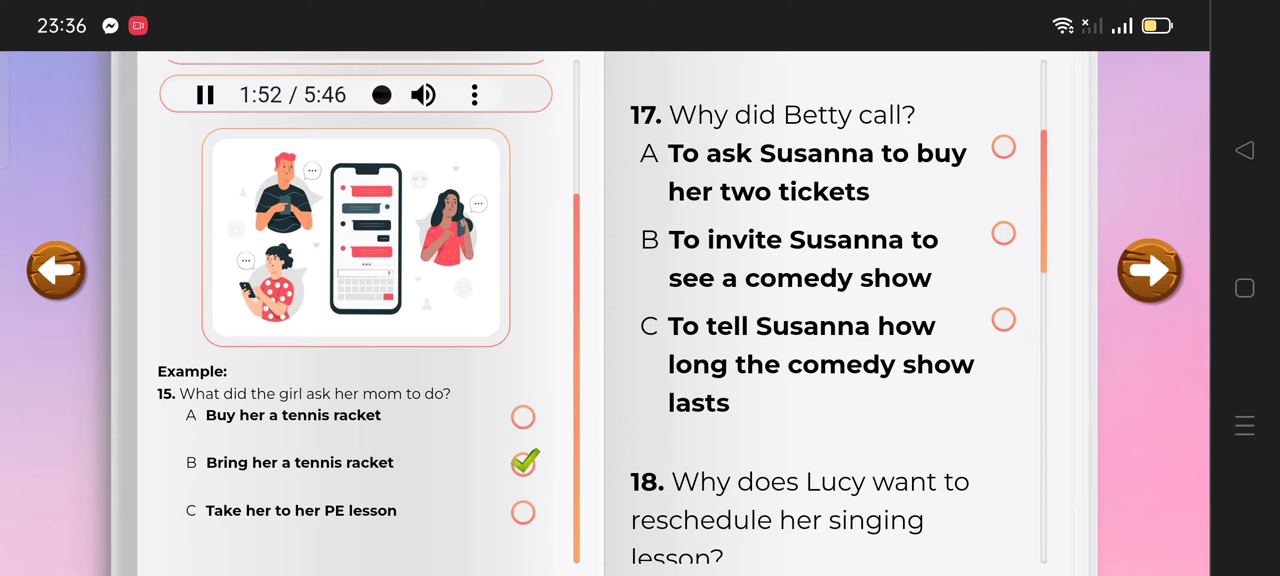 23:36
1:52 / 5:46
Example:
15. What did the girl ask her mom to do?
A Buy her a tennis racket
B Bring her a tennis racket
C Take her to her PE lesson
17. Why did Betty call?
A To ask Susanna to buy
her two tickets
B To invite Susanna to
see a comedy show
C To tell Susanna how
long the comedy show
lasts
18. Why does Lucy want to
reschedule her singing
lesson?